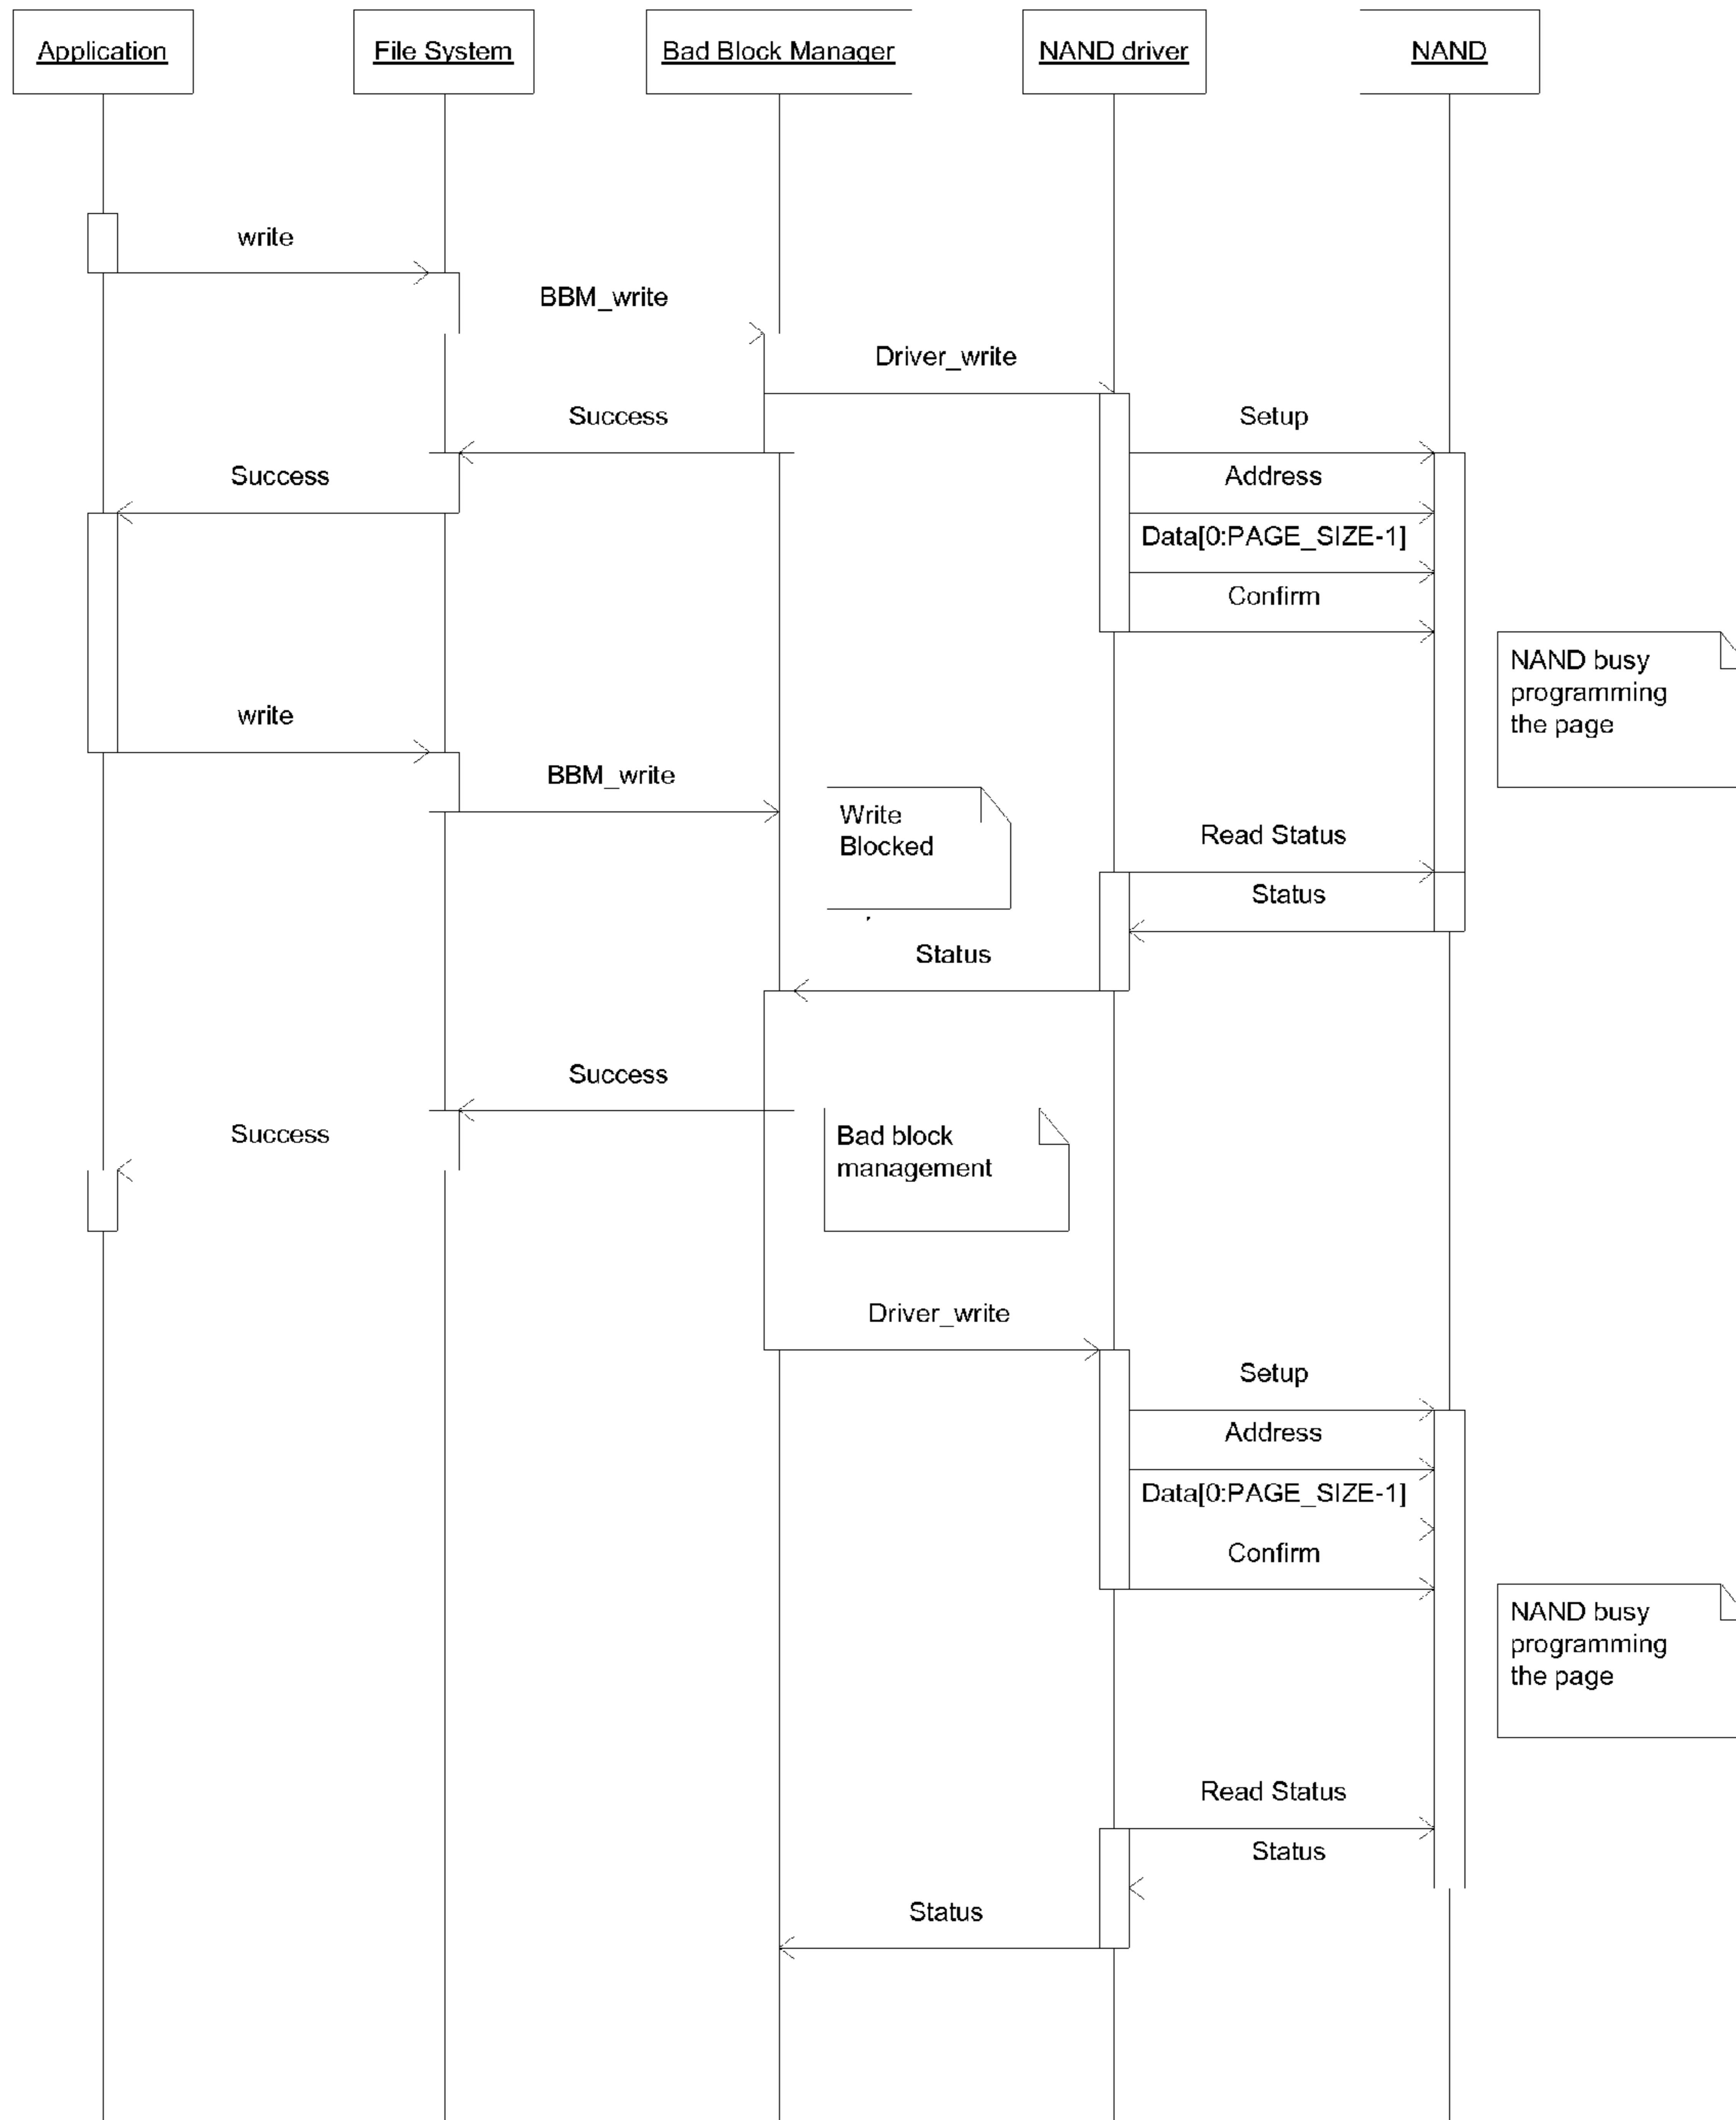 Application
File System
Bad Block Manager
NAND driver
NAND
write
BBM_write
Driver_write
Success
Setup
Success
Address
Data[0:PAGE_SIZE-1]
Confirm
NAND busy
programming
the page
write
BBM_write
Write
Blocked
Read Status
Status
Status
Success
Success
Bad block
management
Driver_write
Setup
Address
Data[0:PAGE_SIZE-1]
Confirm
NAND busy
programming
the page
Read Status
Status
Status